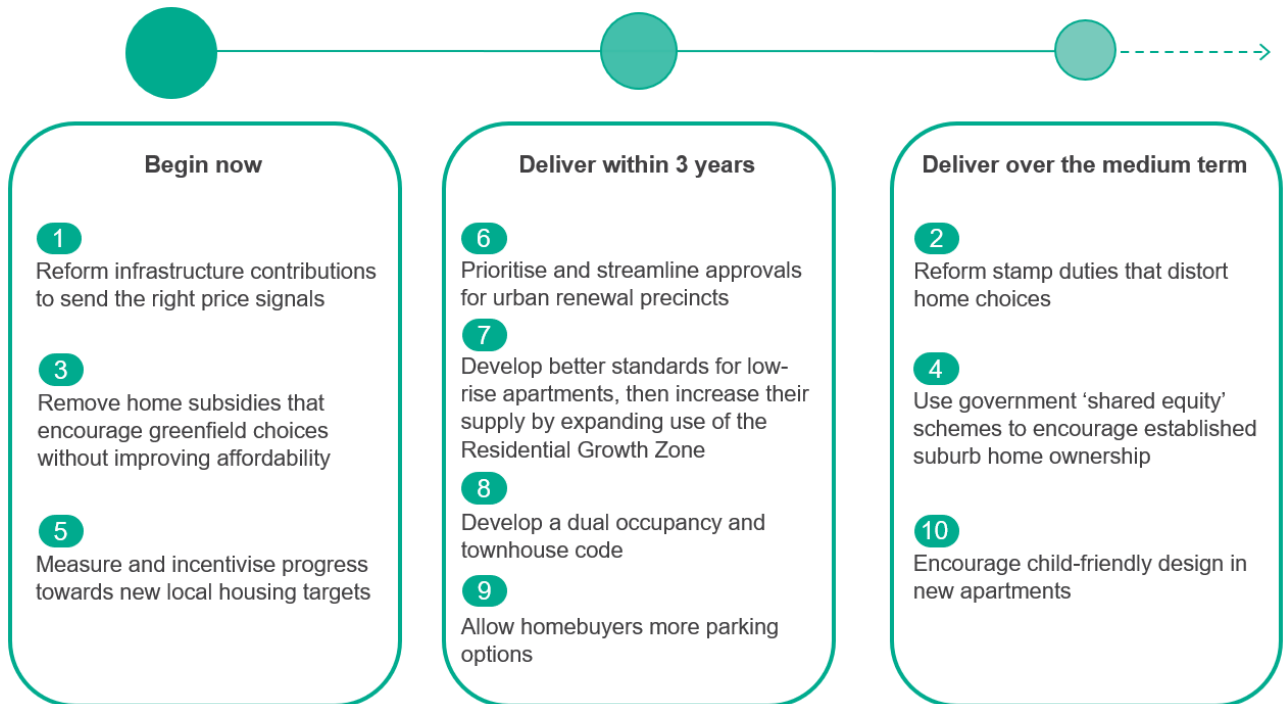 Begin now
1
Reform infrastructure contributions
to send the right price signals
3
Remove home subsidies that
encourage greenfield choices
without improving affordability
5
Measure and incentivise progress
towards new local housing targets
Deliver within 3 years
6
Prioritise and streamline approvals
for urban renewal precincts
7
Develop better standards for low-
rise apartments, then increase their
supply by expanding use of the
Residential Growth Zone
8
Develop a dual occupancy and
townhouse code
9
Allow homebuyers more parking
options
Deliver over the medium term
2
Reform stamp duties that distort
home choices
4
Use government ‘shared equity’
schemes to encourage established
suburb home ownership
10
Encourage child-friendly design in
new apartments